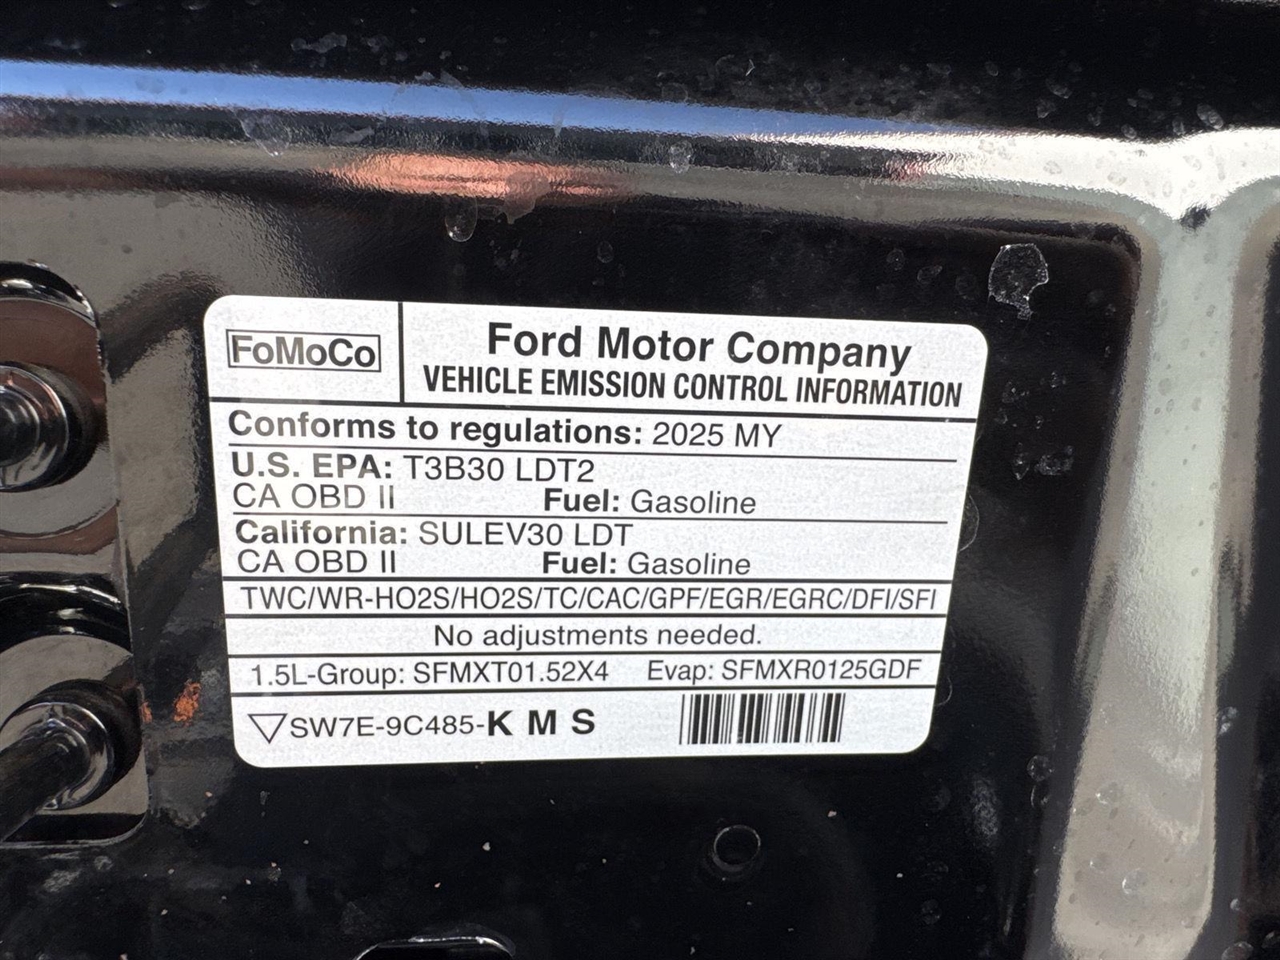 FoMoCo
Ford Motor Company
VEHICLE EMISSION CONTROL INFORMATION
Conforms to regulations: 2025 MY
U.S. EPA: T3B30 LDT2
CA OBD II Fuel: Gasoline
California: SULEV30 LDT
CA OBD II Fuel: Gasoline
TWC/WR-HO2S/HO2S/TC/CAC/GPF/EGR/EGRC/DFI/SFI
No adjustments needed.
1.5L-Group: SFMXT01.52X4 Evap: SFMXR0125GDF
SW7E-9C485-K M S